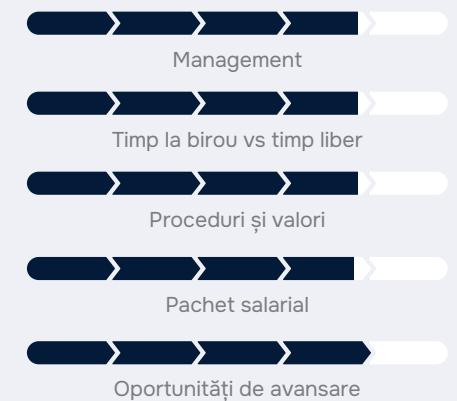 Management
Timp la birou vs timp liber
Proceduri și valori
Pachet salarial
Oportunități de avansare